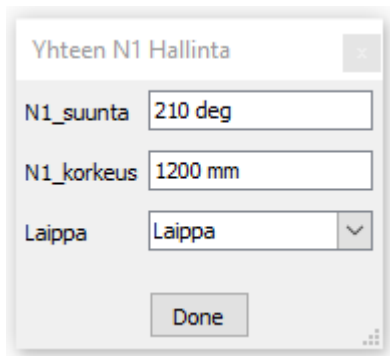 Yhteen N1 Hallinta x
N1_suunta 210 deg
N1_korkeus 1200 mm
Laippa Laippa
Done